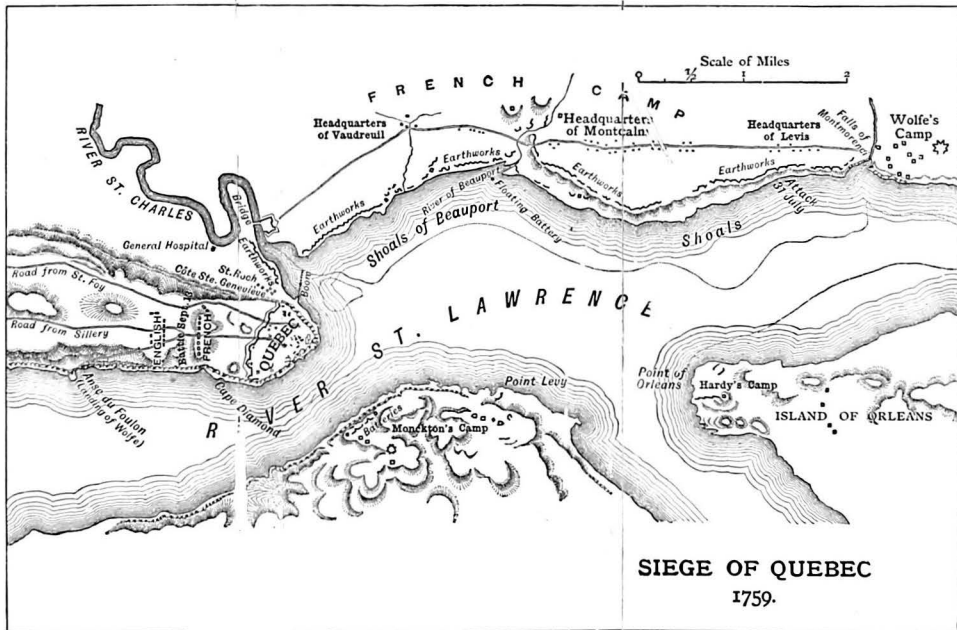 Scale of Miles
0 ½ 1 2
FRENCH CAMP
Headquarters
of Vaudreuil
Headquarters
of Montcalm
Headquarters
of Levis
Falls of
Montmorency
Wolfe's
Camp
RIVER ST. CHARLES
Bridge
Earthworks
Earthworks
Earthworks
Earthworks
River of Beauport
Floating Battery
Shoals of Beauport
Shoals
Attack
31 July
General Hospital
Earthworks
St. Roch
Côte Ste. Geneviève
Boom
Road from St. Foy
Road from Sillery
ENGLISH
Battle Sep. 13
FRENCH
QUEBEC
RIVER ST. LAWRENCE
Anse du Foulon
(Landing of Wolfe)
Cape Diamond
Point Levy
Batteries
Monckton's Camp
Point of
Orleans
Hardy's Camp
ISLAND OF ORLEANS
SIEGE OF QUEBEC
1759.